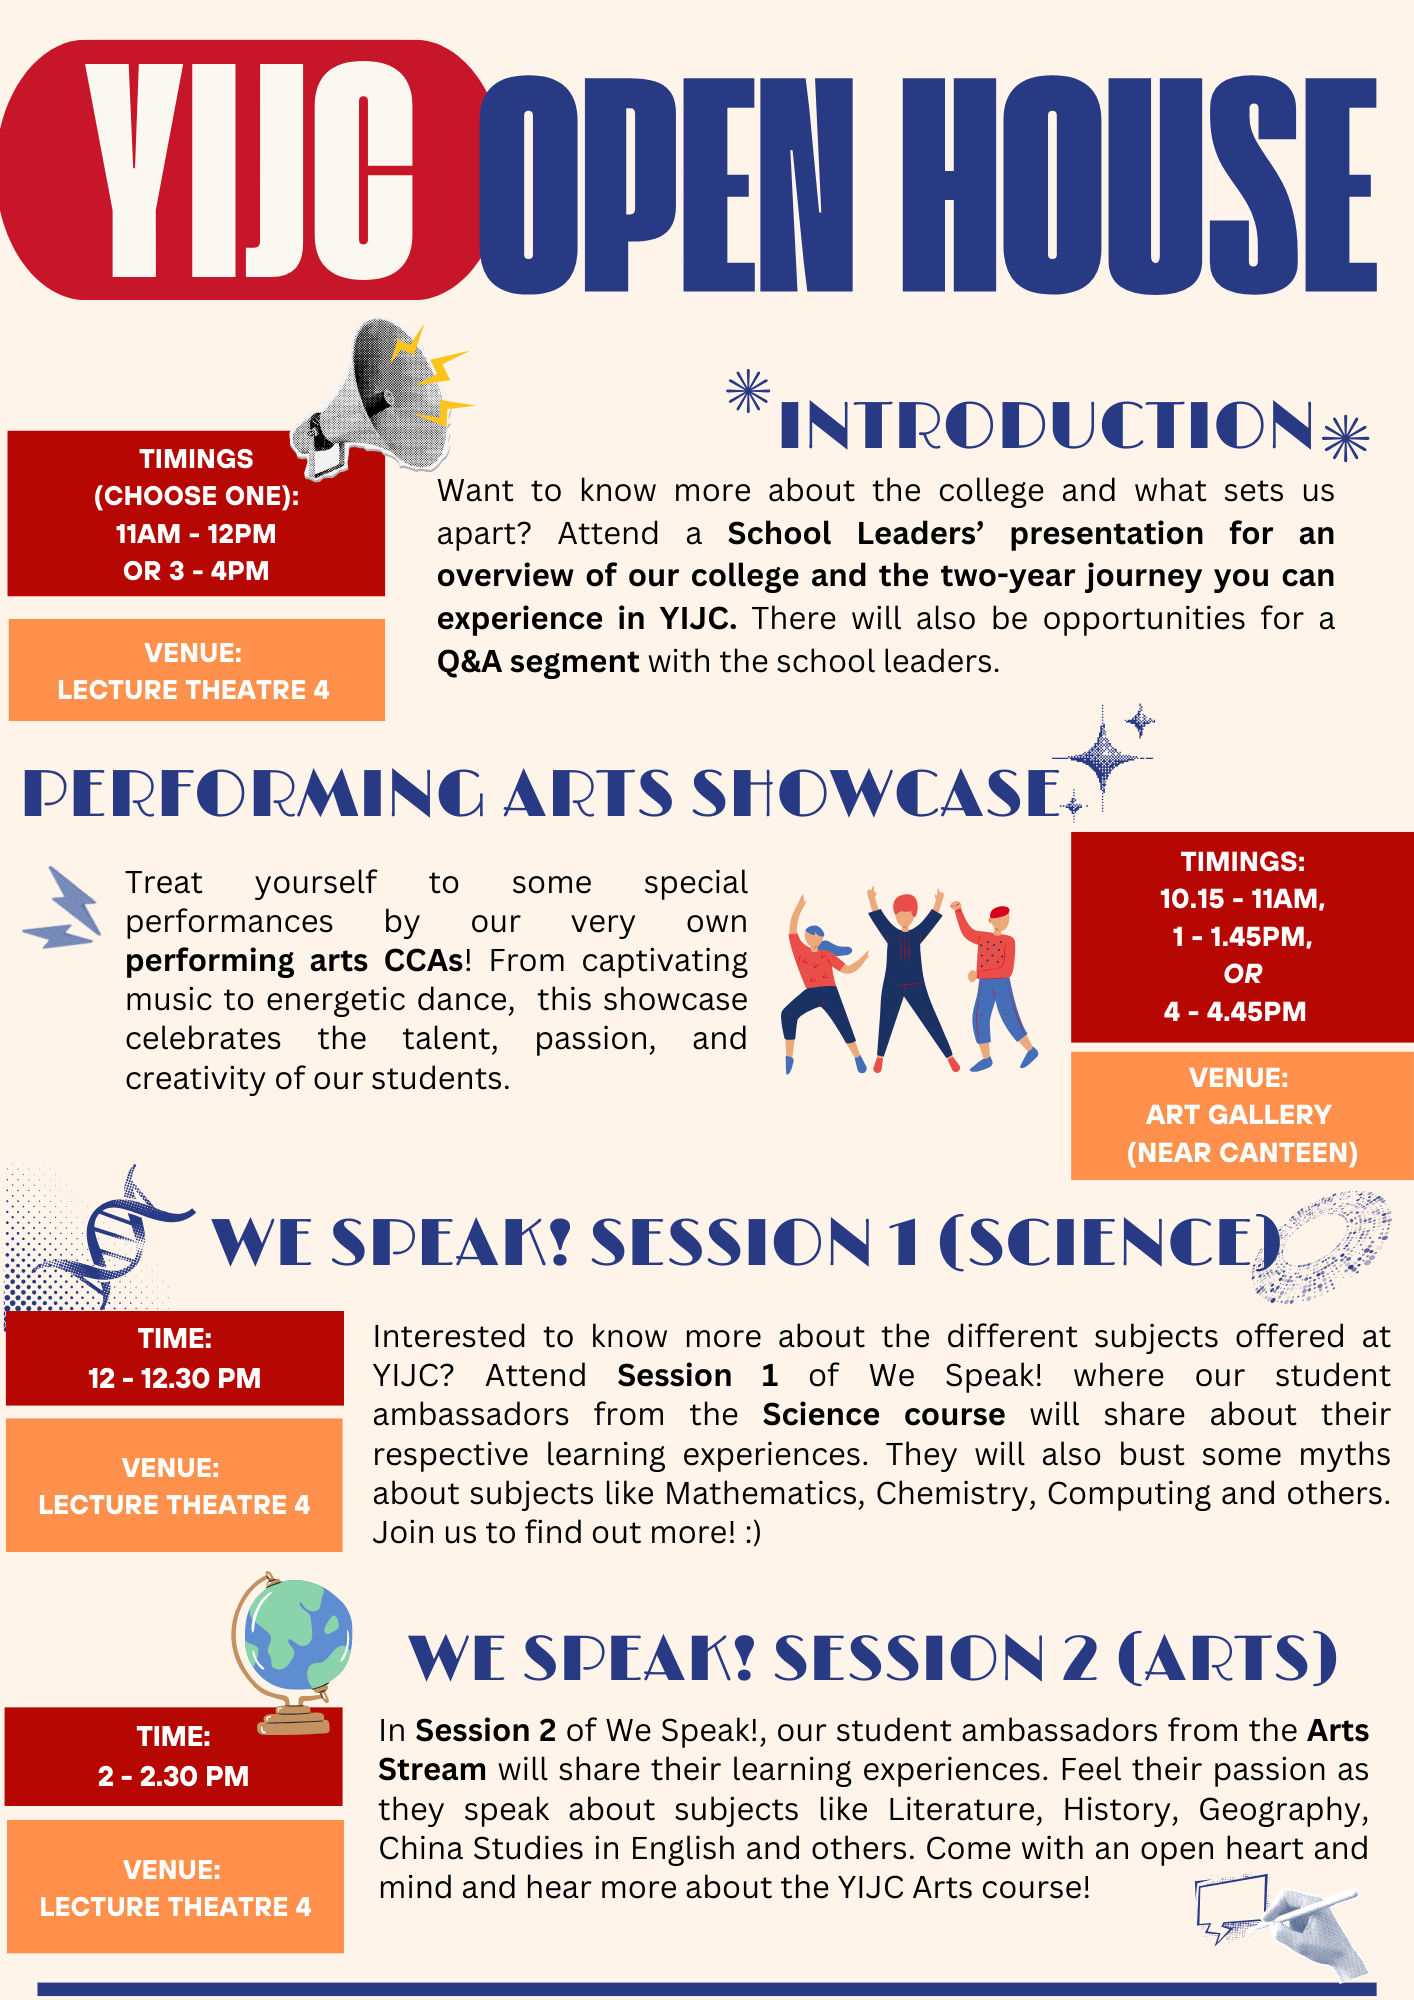 YIJC OPEN HOUSE
INTRODUCTION
TIMINGS
(CHOOSE ONE):
11AM - 12PM
OR 3 - 4PM
VENUE:
LECTURE THEATRE 4
Want to know more about the college and what sets us
apart? Attend a School Leaders’ presentation for an
overview of our college and the two-year journey you can
experience in YIJC. There will also be opportunities for a
Q&A segment with the school leaders.
PERFORMING ARTS SHOWCASE
Treat yourself to some special
performances by our very own
performing arts CCAs! From captivating
music to energetic dance, this showcase
celebrates the talent, passion, and
creativity of our students.
TIMINGS:
10.15 - 11AM,
1 - 1.45PM,
OR
4 - 4.45PM
VENUE:
ART GALLERY
(NEAR CANTEEN)
WE SPEAK! SESSION 1 (SCIENCE)
TIME:
12 - 12.30 PM
VENUE:
LECTURE THEATRE 4
Interested to know more about the different subjects offered at
YIJC? Attend Session 1 of We Speak! where our student
ambassadors from the Science course will share about their
respective learning experiences. They will also bust some myths
about subjects like Mathematics, Chemistry, Computing and others.
Join us to find out more! :)
WE SPEAK! SESSION 2 (ARTS)
TIME:
2 - 2.30 PM
VENUE:
LECTURE THEATRE 4
In Session 2 of We Speak!, our student ambassadors from the Arts
Stream will share their learning experiences. Feel their passion as
they speak about subjects like Literature, History, Geography,
China Studies in English and others. Come with an open heart and
mind and hear more about the YIJC Arts course!